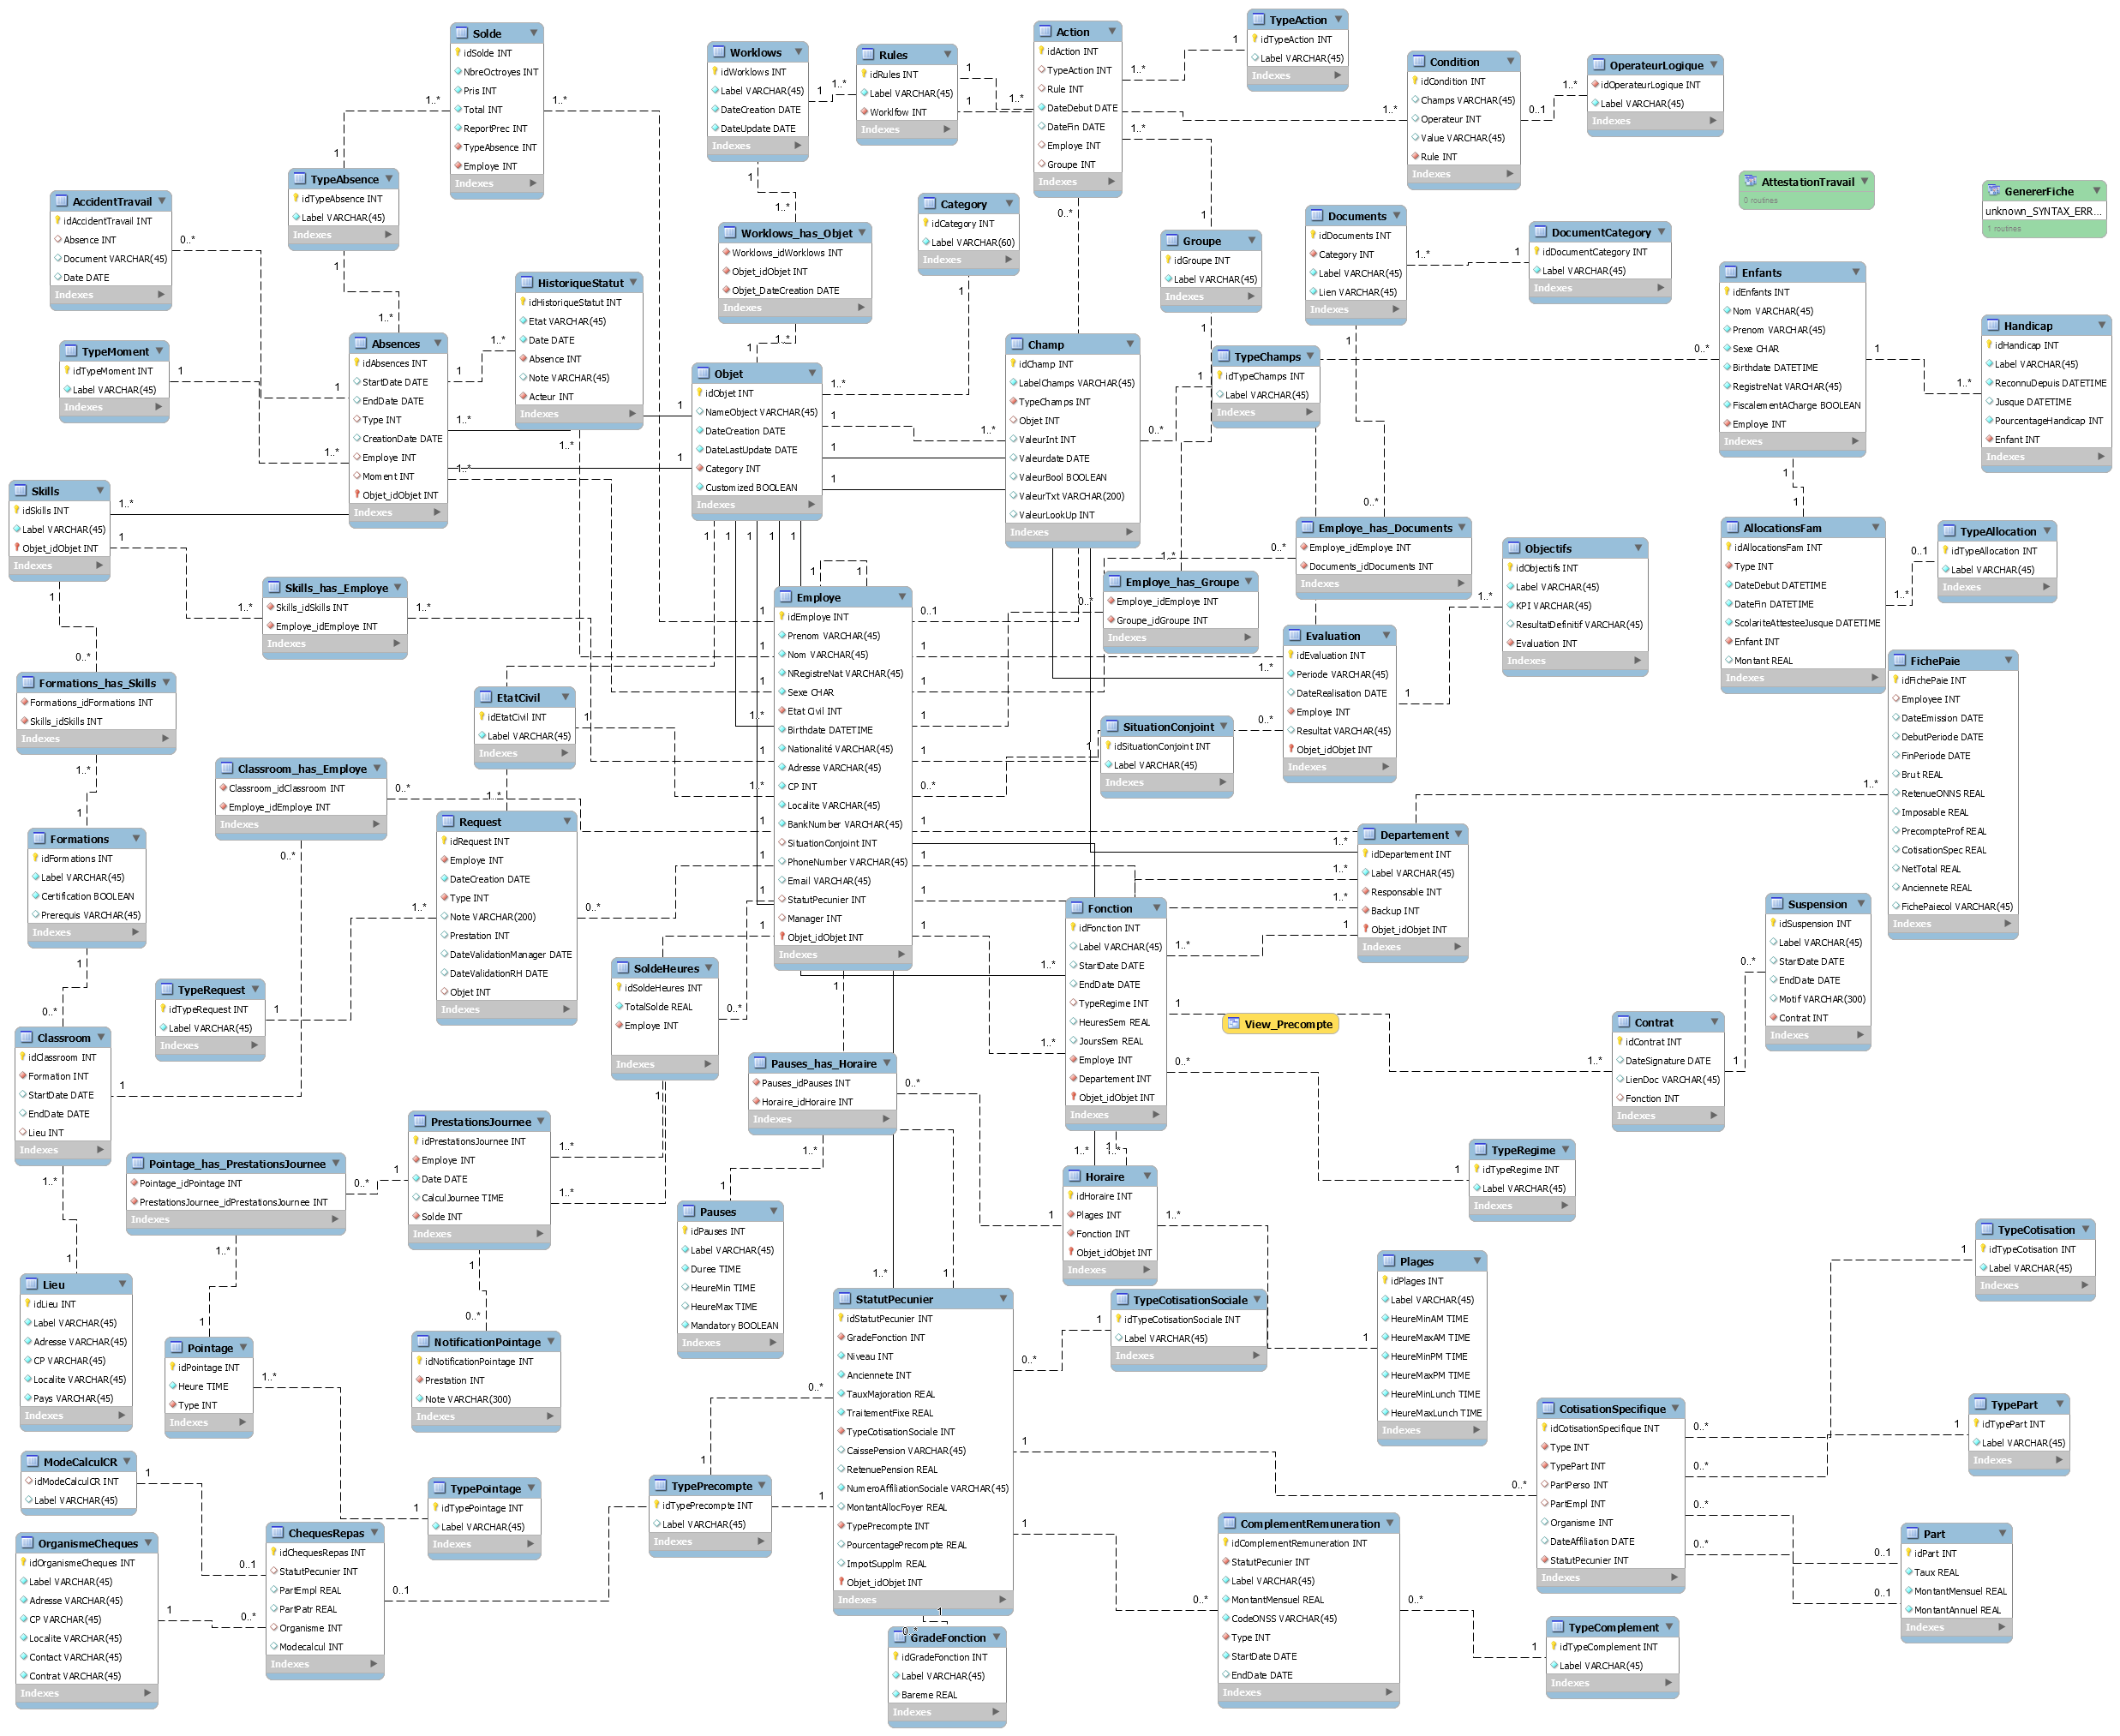 Solde
idSolde INT
NbreOctroyes INT
Pris INT
Total INT
ReportPrec INT
TypeAbsence INT
Employe INT
Indexes
Worklows
idWorklows INT
Label VARCHAR(45)
DateCreation DATE
DateUpdate DATE
Indexes
Rules
idRules INT
Label VARCHAR(45)
Worklfow INT
Indexes
Action
idAction INT
TypeAction INT
Rule INT
DateDebut DATE
DateFin DATE
Employe INT
Groupe INT
Indexes
TypeAction
idTypeAction INT
Label VARCHAR(45)
Indexes
Condition
idCondition INT
Champs VARCHAR(45)
Operateur INT
Value VARCHAR(45)
Rule INT
Indexes
OperateurLogique
idOperateurLogique INT
Label VARCHAR(45)
Indexes
AttestationTravail
0 routines
GenererFiche
unknown_SYNTAX_ERR...
1 routines
TypeAbsence
idTypeAbsence INT
Label VARCHAR(45)
Indexes
AccidentTravail
idAccidentTravail INT
Absence INT
Document VARCHAR(45)
Date DATE
Indexes
Category
idCategory INT
Label VARCHAR(60)
Indexes
Worklows_has_Objet
Worklows_idWorklows INT
Objet_idObjet INT
Objet_DateCreation DATE
Indexes
Groupe
idGroupe INT
Label VARCHAR(45)
Indexes
Documents
idDocuments INT
Category INT
Label VARCHAR(45)
Lien VARCHAR(45)
Indexes
DocumentCategory
idDocumentCategory INT
Label VARCHAR(45)
Indexes
Enfants
idEnfants INT
Nom VARCHAR(45)
Prenom VARCHAR(45)
Sexe CHAR
Birthdate DATETIME
RegistreNat VARCHAR(45)
FiscalementACharge BOOLEAN
Employe INT
Indexes
Handicap
idHandicap INT
Label VARCHAR(45)
ReconnuDepuis DATETIME
Jusque DATETIME
PourcentageHandicap INT
Enfant INT
Indexes
HistoriqueStatut
idHistoriqueStatut INT
Etat VARCHAR(45)
Date DATE
Absence INT
Note VARCHAR(45)
Acteur INT
Indexes
TypeMoment
idTypeMoment INT
Label VARCHAR(45)
Indexes
Absences
idAbsences INT
StartDate DATE
EndDate DATE
Type INT
CreationDate DATE
Employe INT
Moment INT
Objet_idObjet INT
Indexes
Objet
idObjet INT
NameObject VARCHAR(45)
DateCreation DATE
DateLastUpdate DATE
Category INT
Customized BOOLEAN
Indexes
Champ
idChamp INT
LabelChamps VARCHAR(45)
TypeChamps INT
Objet INT
ValeurInt INT
Valeurdate DATE
ValeurBool BOOLEAN
ValeurTxt VARCHAR(200)
ValeurLookUp INT
Indexes
TypeChamps
idTypeChamps INT
Label VARCHAR(45)
Indexes
Skills
idSkills INT
Label VARCHAR(45)
Objet_idObjet INT
Indexes
Skills_has_Employe
Skills_idSkills INT
Employe_idEmploye INT
Indexes
Employe
idEmploye INT
Prenom VARCHAR(45)
Nom VARCHAR(45)
NRegistreNat VARCHAR(45)
Sexe CHAR
Etat Civil INT
Birthdate DATETIME
Nationalité VARCHAR(45)
Adresse VARCHAR(45)
CP INT
Localite VARCHAR(45)
BankNumber VARCHAR(45)
SituationConjoint INT
PhoneNumber VARCHAR(45)
Email VARCHAR(45)
StatutPecunier INT
Manager INT
Objet_idObjet INT
Indexes
Employe_has_Groupe
Employe_idEmploye INT
Groupe_idGroupe INT
Indexes
Employe_has_Documents
Employe_idEmploye INT
Documents_idDocuments INT
Indexes
Objectifs
idObjectifs INT
Label VARCHAR(45)
KPI VARCHAR(45)
ResultatDefinitif VARCHAR(45)
Evaluation INT
Indexes
AllocationsFam
idAllocationsFam INT
Type INT
DateDebut DATETIME
DateFin DATETIME
ScolariteAttesteeJusque DATETIME
Enfant INT
Montant REAL
Indexes
TypeAllocation
idTypeAllocation INT
Label VARCHAR(45)
Indexes
Evaluation
idEvaluation INT
Periode VARCHAR(45)
DateRealisation DATE
Employe INT
Resultat VARCHAR(45)
Objet_idObjet INT
Indexes
FichePaie
idFichePaie INT
Employee INT
DateEmission DATE
DebutPeriode DATE
FinPeriode DATE
Brut REAL
RetenueONNS REAL
Imposable REAL
PrecompteProf REAL
CotisationSpec REAL
NetTotal REAL
Anciennete REAL
FichePaiecol VARCHAR(45)
Indexes
Formations_has_Skills
Formations_idFormations INT
Skills_idSkills INT
Indexes
EtatCivil
idEtatCivil INT
Label VARCHAR(45)
Indexes
SituationConjoint
idSituationConjoint INT
Label VARCHAR(45)
Indexes
Classroom_has_Employe
Classroom_idClassroom INT
Employe_idEmploye INT
Indexes
Formations
idFormations INT
Label VARCHAR(45)
Certification BOOLEAN
Prerequis VARCHAR(45)
Indexes
Request
idRequest INT
Employe INT
DateCreation DATE
Type INT
Note VARCHAR(200)
Prestation INT
DateValidationManager DATE
DateValidationRH DATE
Objet INT
Indexes
Departement
idDepartement INT
Label VARCHAR(45)
Responsable INT
Backup INT
Objet_idObjet INT
Indexes
Fonction
idFonction INT
Label VARCHAR(45)
StartDate DATE
EndDate DATE
TypeRegime INT
HeuresSem REAL
JoursSem REAL
Employe INT
Departement INT
Objet_idObjet INT
Indexes
Suspension
idSuspension INT
Label VARCHAR(45)
StartDate DATE
EndDate DATE
Motif VARCHAR(300)
Contrat INT
Indexes
TypeRequest
idTypeRequest INT
Label VARCHAR(45)
Indexes
SoldeHeures
idSoldeHeures INT
TotalSolde REAL
Employe INT
Indexes
View_Precompte
Contrat
idContrat INT
DateSignature DATE
LienDoc VARCHAR(45)
Fonction INT
Indexes
Classroom
idClassroom INT
Formation INT
StartDate DATE
EndDate DATE
Lieu INT
Indexes
Pauses_has_Horaire
Pauses_idPauses INT
Horaire_idHoraire INT
Indexes
PrestationsJournee
idPrestationsJournee INT
Employe INT
Date DATE
CalculJournee TIME
Solde INT
Indexes
Pointage_has_PrestationsJournee
Pointage_idPointage INT
PrestationsJournee_idPrestationsJournee INT
Indexes
TypeRegime
idTypeRegime INT
Label VARCHAR(45)
Indexes
Horaire
idHoraire INT
Plages INT
Fonction INT
Objet_idObjet INT
Indexes
Pauses
idPauses INT
Label VARCHAR(45)
Duree TIME
HeureMin TIME
HeureMax TIME
Mandatory BOOLEAN
Indexes
Plages
idPlages INT
Label VARCHAR(45)
HeureMinAM TIME
HeureMaxAM TIME
HeureMinPM TIME
HeureMaxPM TIME
HeureMinLunch TIME
HeureMaxLunch TIME
Indexes
TypeCotisation
idTypeCotisation INT
Label VARCHAR(45)
Indexes
Lieu
idLieu INT
Label VARCHAR(45)
Adresse VARCHAR(45)
CP VARCHAR(45)
Localite VARCHAR(45)
Pays VARCHAR(45)
Indexes
Pointage
idPointage INT
Heure TIME
Type INT
Indexes
NotificationPointage
idNotificationPointage INT
Prestation INT
Note VARCHAR(300)
Indexes
StatutPecunier
idStatutPecunier INT
GradeFonction INT
Niveau INT
Anciennete INT
TauxMajoration REAL
TraitementFixe REAL
TypeCotisationSociale INT
CaissePension VARCHAR(45)
RetenuePension REAL
NumeroAffiliationSociale VARCHAR(45)
MontantAllocFoyer REAL
TypePrecompte INT
PourcentagePrecompte REAL
ImpotSupplm REAL
Objet_idObjet INT
Indexes
TypeCotisationSociale
idTypeCotisationSociale INT
Label VARCHAR(45)
Indexes
CotisationSpecifique
idCotisationSpecifique INT
Type INT
TypePart INT
PartPerso INT
PartEmpl INT
Organisme INT
DateAffiliation DATE
StatutPecunier INT
Indexes
TypePart
idTypePart INT
Label VARCHAR(45)
Indexes
ModeCalculCR
idModeCalculCR INT
Label VARCHAR(45)
Indexes
TypePointage
idTypePointage INT
Label VARCHAR(45)
Indexes
TypePrecompte
idTypePrecompte INT
Label VARCHAR(45)
Indexes
OrganismeCheques
idOrganismeCheques INT
Label VARCHAR(45)
Adresse VARCHAR(45)
CP VARCHAR(45)
Localite VARCHAR(45)
Contact VARCHAR(45)
Contrat VARCHAR(45)
Indexes
ChequesRepas
idChequesRepas INT
StatutPecunier INT
PartEmpl REAL
PartPatr REAL
Organisme INT
Modecalcul INT
Indexes
ComplementRemuneration
idComplementRemuneration INT
StatutPecunier INT
Label VARCHAR(45)
MontantMensuel REAL
CodeONSS VARCHAR(45)
Type INT
StartDate DATE
EndDate DATE
Indexes
Part
idPart INT
Taux REAL
MontantMensuel REAL
MontantAnnuel REAL
Indexes
GradeFonction
idGradeFonction INT
Label VARCHAR(45)
Bareme REAL
Indexes
TypeComplement
idTypeComplement INT
Label VARCHAR(45)
Indexes